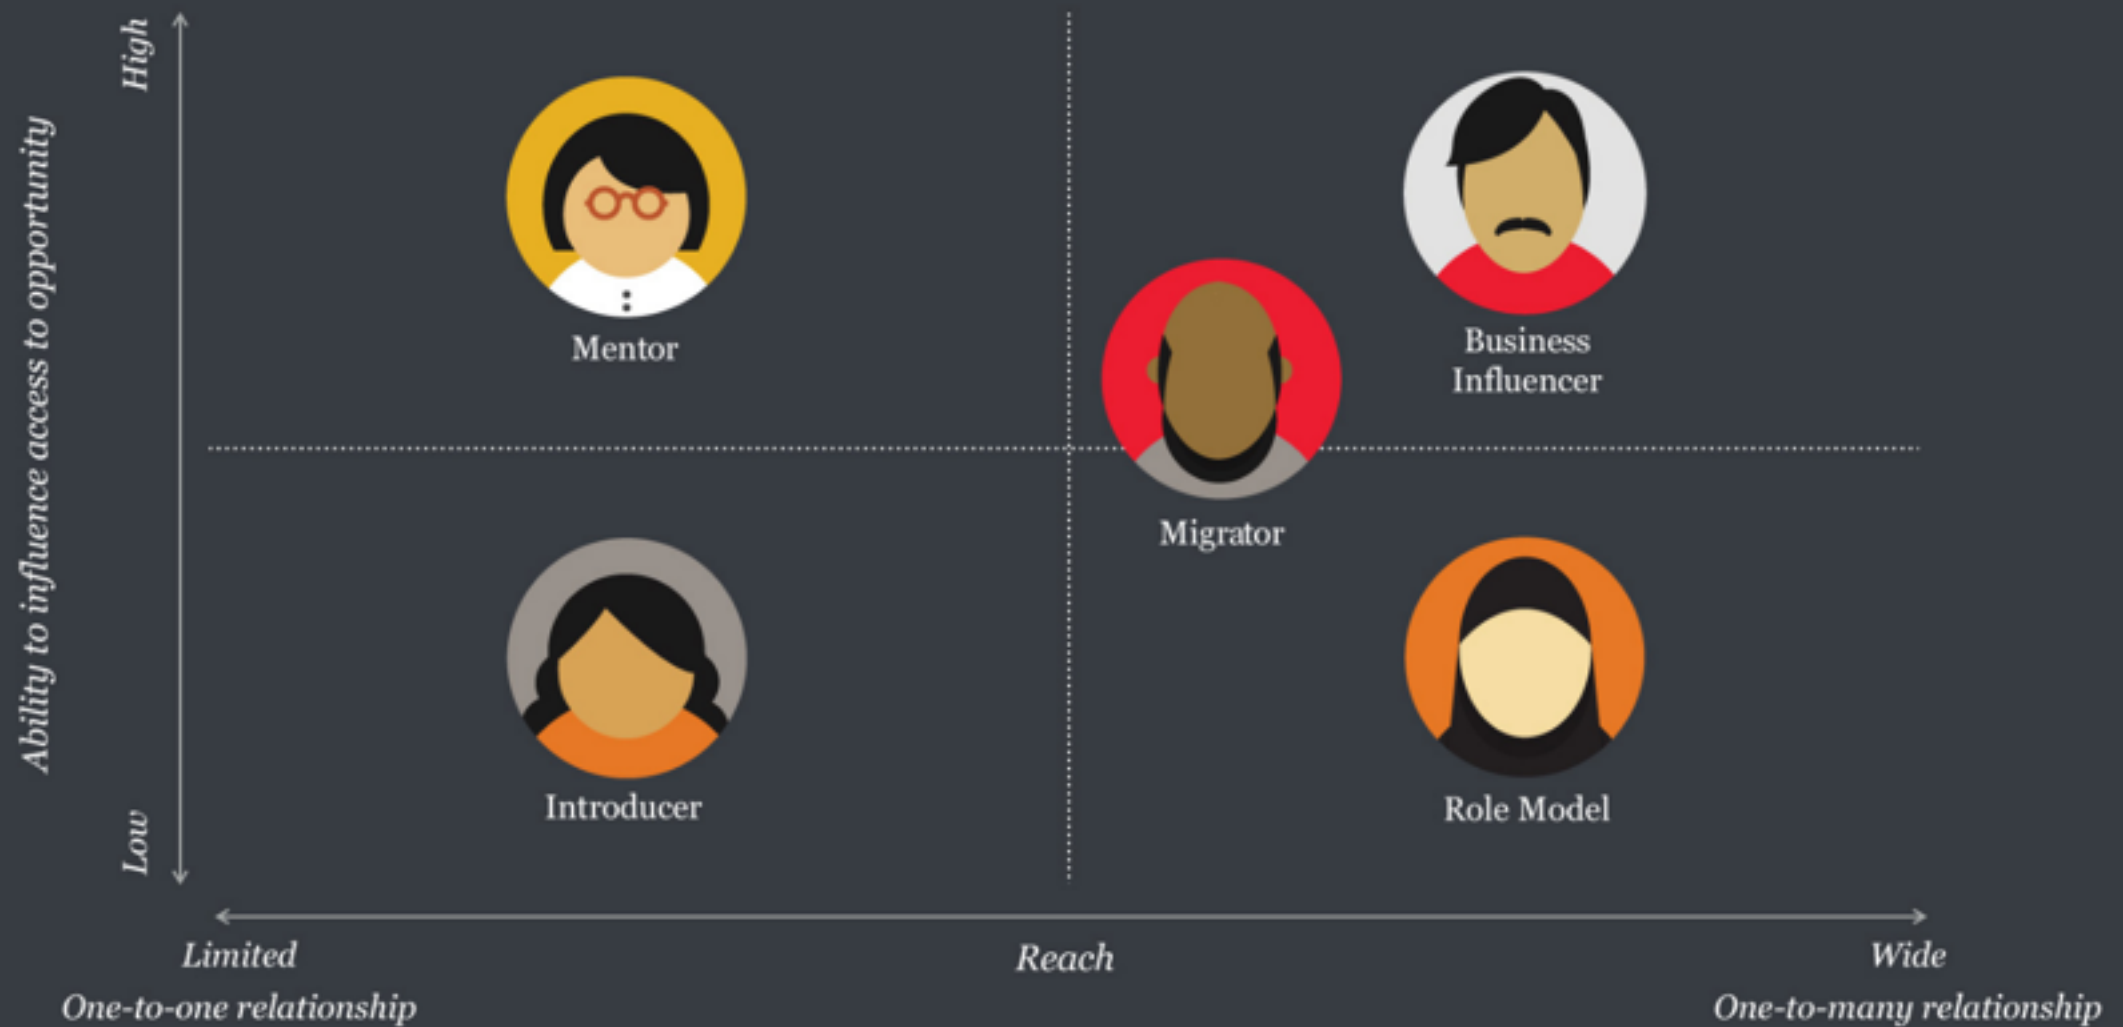 High
Ability to influence access to opportunity
Low
Mentor
Business
Influencer
Migrator
Introducer
Role Model
Limited
Reach
Wide
One-to-one relationship
One-to-many relationship